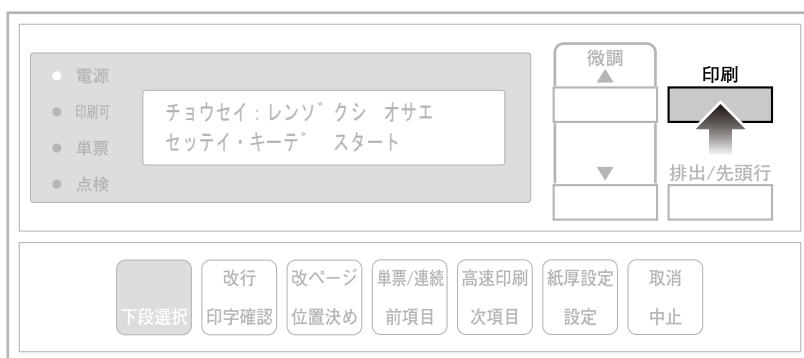 電源
印刷可
単票
点検
チョウセイ：レンゾクシ オサエ
セッテイ・キーデ スタート
微調
▲
▼
印刷
排出/先頭行
下段選択
改行
印字確認
改ページ
位置決め
単票/連続
前項目
高速印刷
次項目
紙厚設定
設定
取消
中止